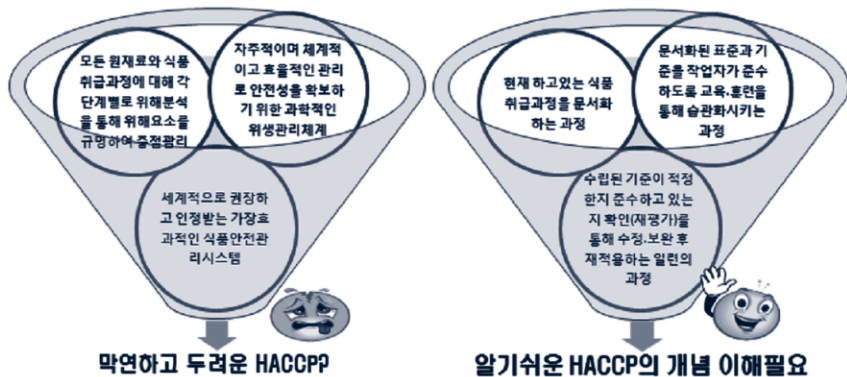 모든 원재료와 식품
취급과정에 대해 각
단계별로 위해분석
을 통해 위해요소를
규명하여 중점관리
자주적이며 체계적
이고 효율적인 관리
로 안전성을 확보하
기 위한 과학적인
위생관리체계
세계적으로 권장하
고 인정받는 가장효
과적인 식품안전관
리시스템
막연하고 두려운 HACCP?
현재 하고있는 식품
취급과정을 문서화
하는 과정
문서화된 표준과 기
준을 작업자가 준수
하도록 교육.훈련을
통해 습관화시키는
과정
수립된 기준이 적정
한지 준수하고 있는
지 확인(재평가)를
통해 수정.보완 후
재적용하는 일련의
과정
알기쉬운 HACCP의 개념 이해필요